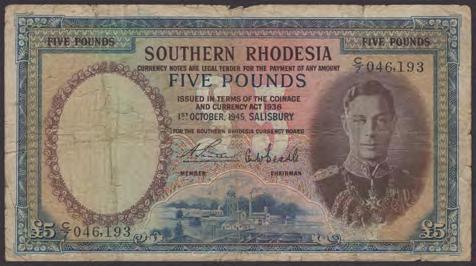 FIVE POUNDS FIVE POUNDS
SOUTHERN RHODESIA
CURRENCY NOTES ARE LEGAL TENDER FOR THE PAYMENT OF ANY AMOUNT
C/7 046,193
FIVE POUNDS
ISSUED IN TERMS OF THE COINAGE
AND CURRENCY ACT 1938
1ST OCTOBER, 1945, SALISBURY
FOR THE SOUTHERN RHODESIA CURRENCY BOARD
MEMBER CHAIRMAN
C/7 046,193
£5 £5